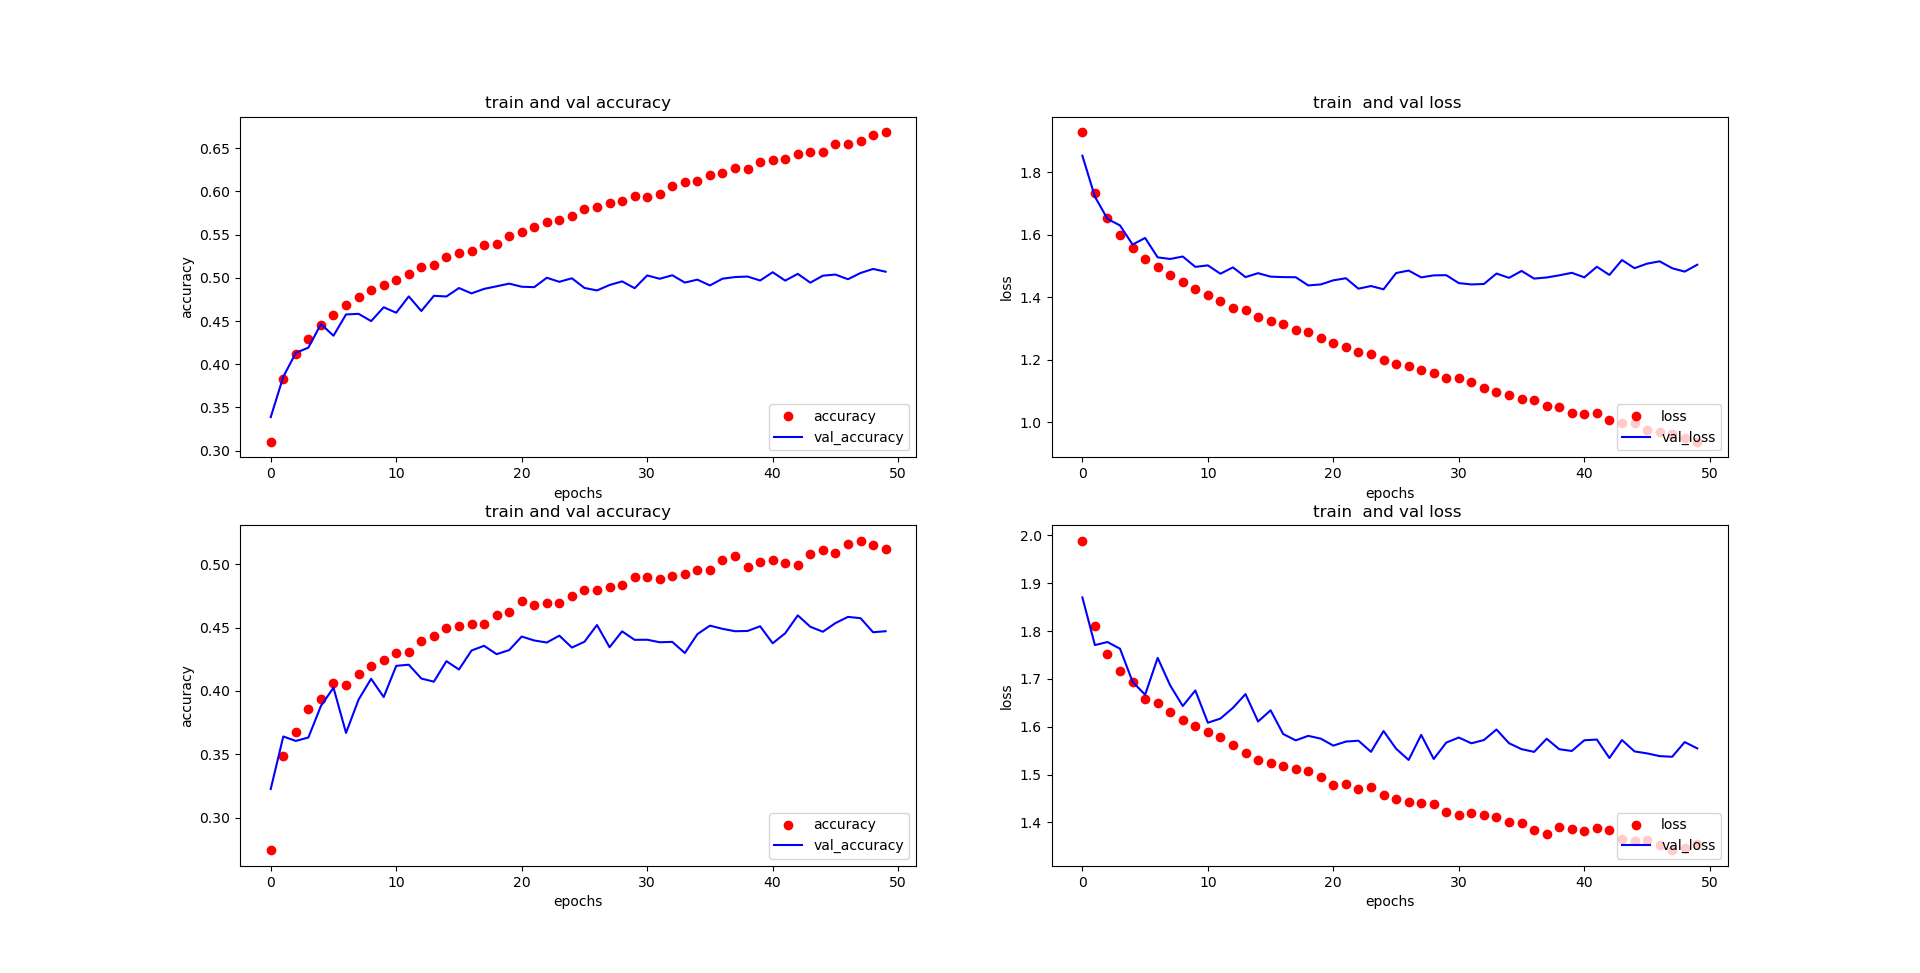 train and val accuracy
0.65
0.60
0.55
0.50
0.45
0.40
0.35
0.30
accuracy
accuracy
val_accuracy
0 10 20 30 40 50
epochs
train  and val loss
1.8
1.6
1.4
1.2
1.0
loss
loss
val_loss
0 10 20 30 40 50
epochs
train and val accuracy
0.50
0.45
0.40
0.35
0.30
accuracy
accuracy
val_accuracy
0 10 20 30 40 50
epochs
train  and val loss
2.0
1.9
1.8
1.7
1.6
1.5
1.4
loss
loss
val_loss
0 10 20 30 40 50
epochs